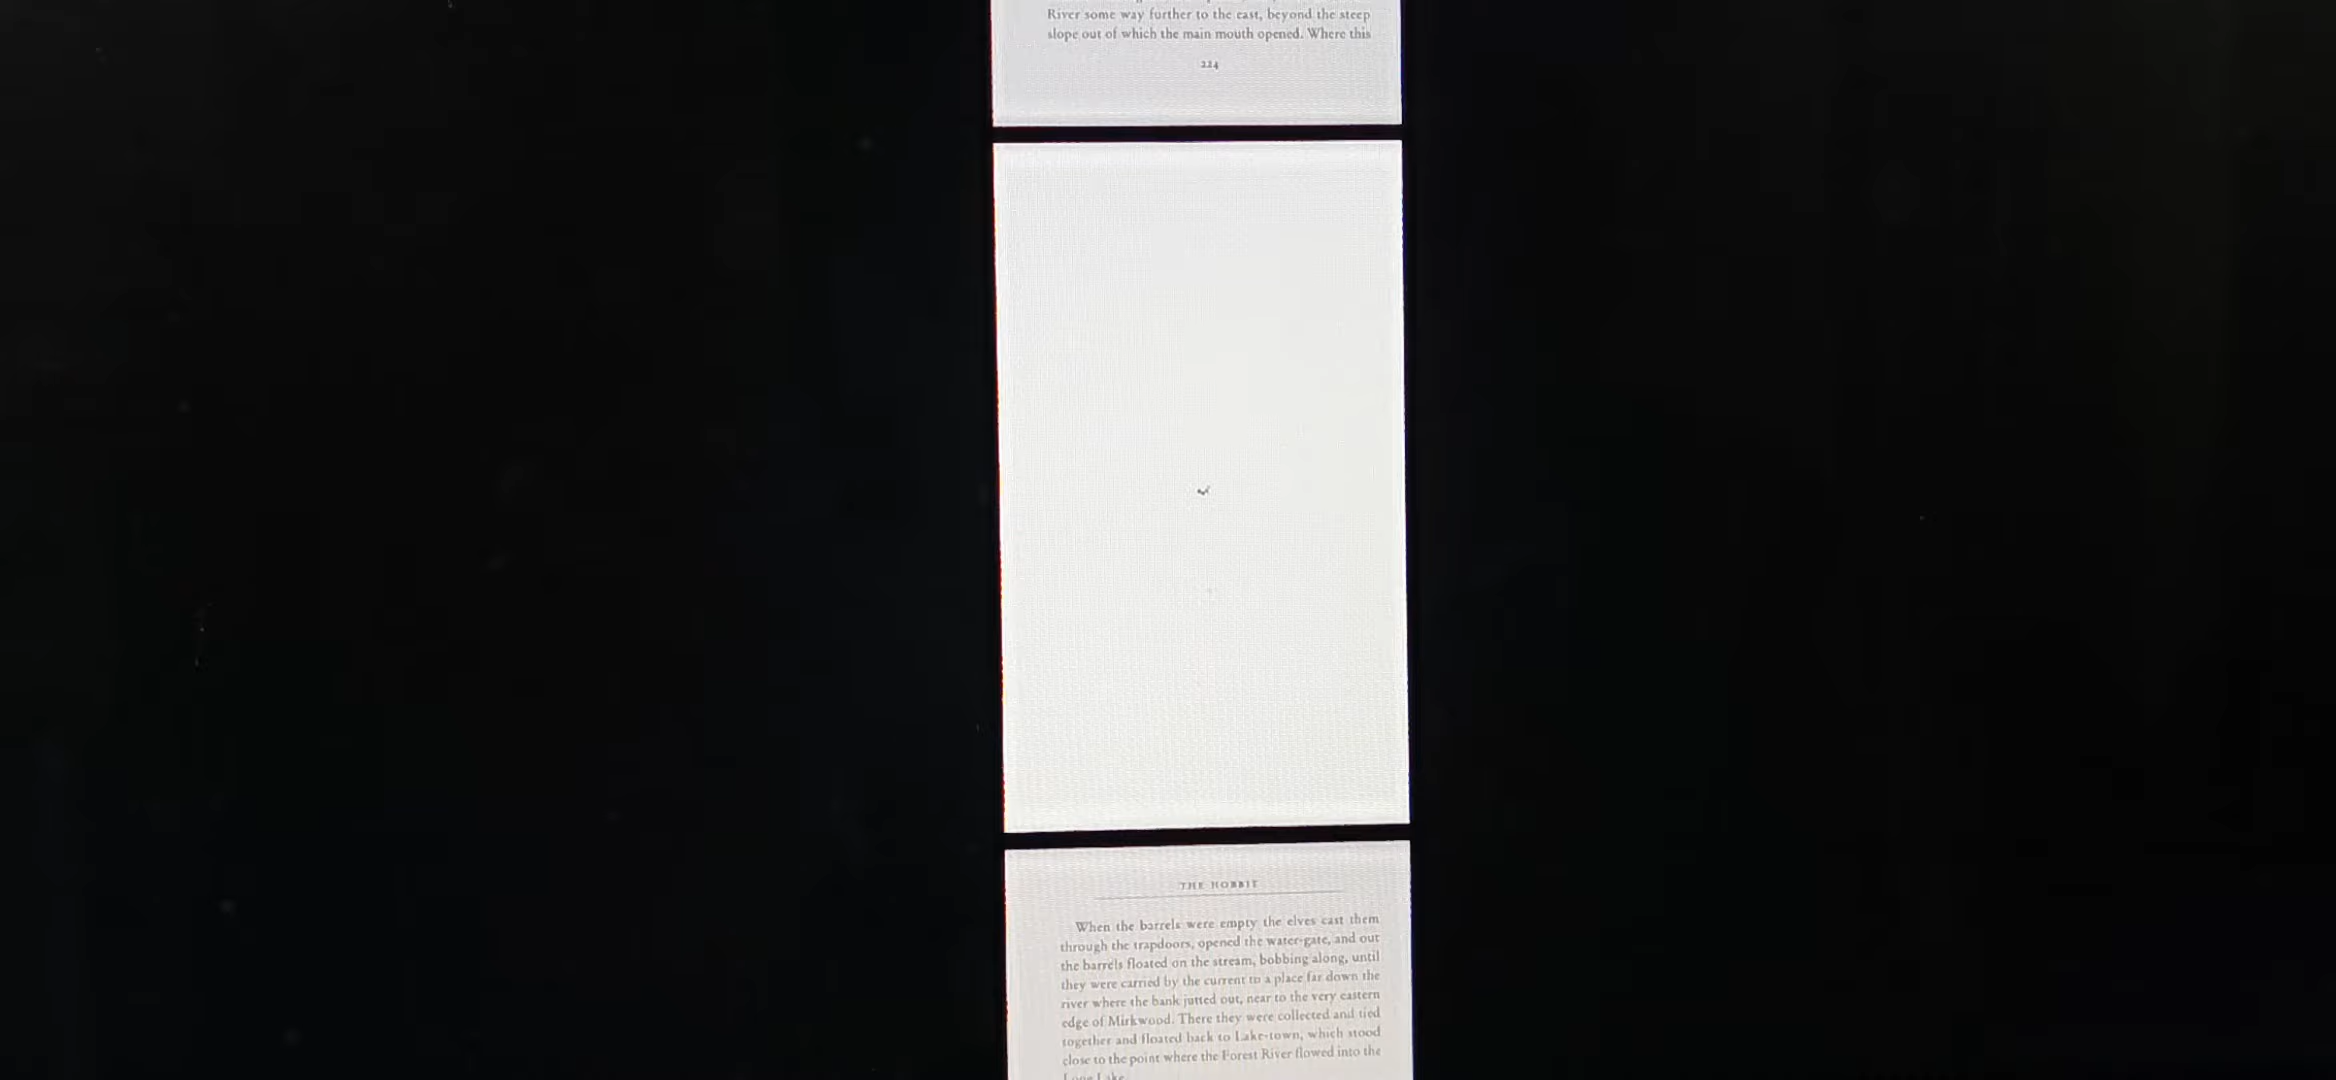 River some way further to the east, beyond the steep
slope out of which the main mouth opened. Where this
224
THE HOBBIT
When the barrels were empty the elves cast them
through the trapdoors, opened the water-gate, and out
the barrels floated on the stream, bobbing along, until
they were carried by the current to a place far down the
river where the bank jutted out, near to the very eastern
edge of Mirkwood. There they were collected and tied
together and floated back to Lake-town, which stood
close to the point where the Forest River flowed into the
Long Lake.